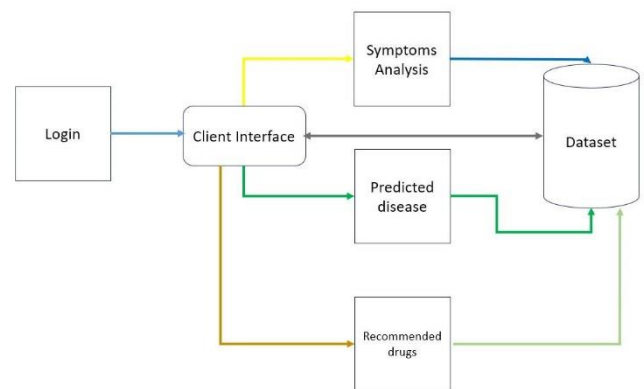 Symptoms
Analysis
Login
Client Interface
Dataset
Predicted
disease
Recommended
drugs